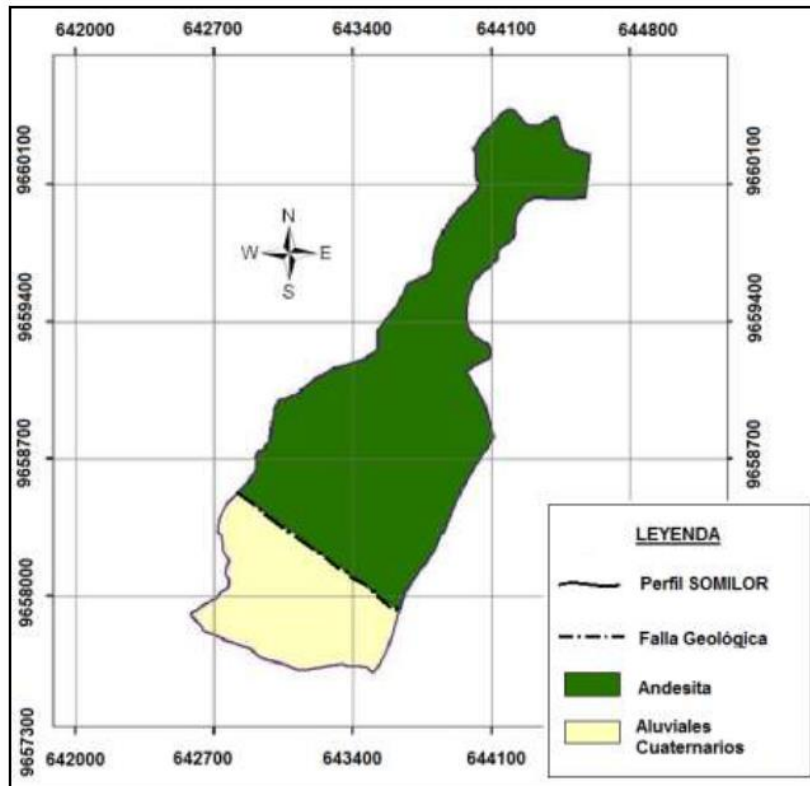 642000 642700 643400 644100 644800
9660100 9660100
N
W E
S
9659400 9659400
9658700 9658700
LEYENDA
Perfil SOMILOR
9658000
Falla Geológica
Andesita
Aluviales
Cuaternarios
9657300
642000 642700 643400 644100